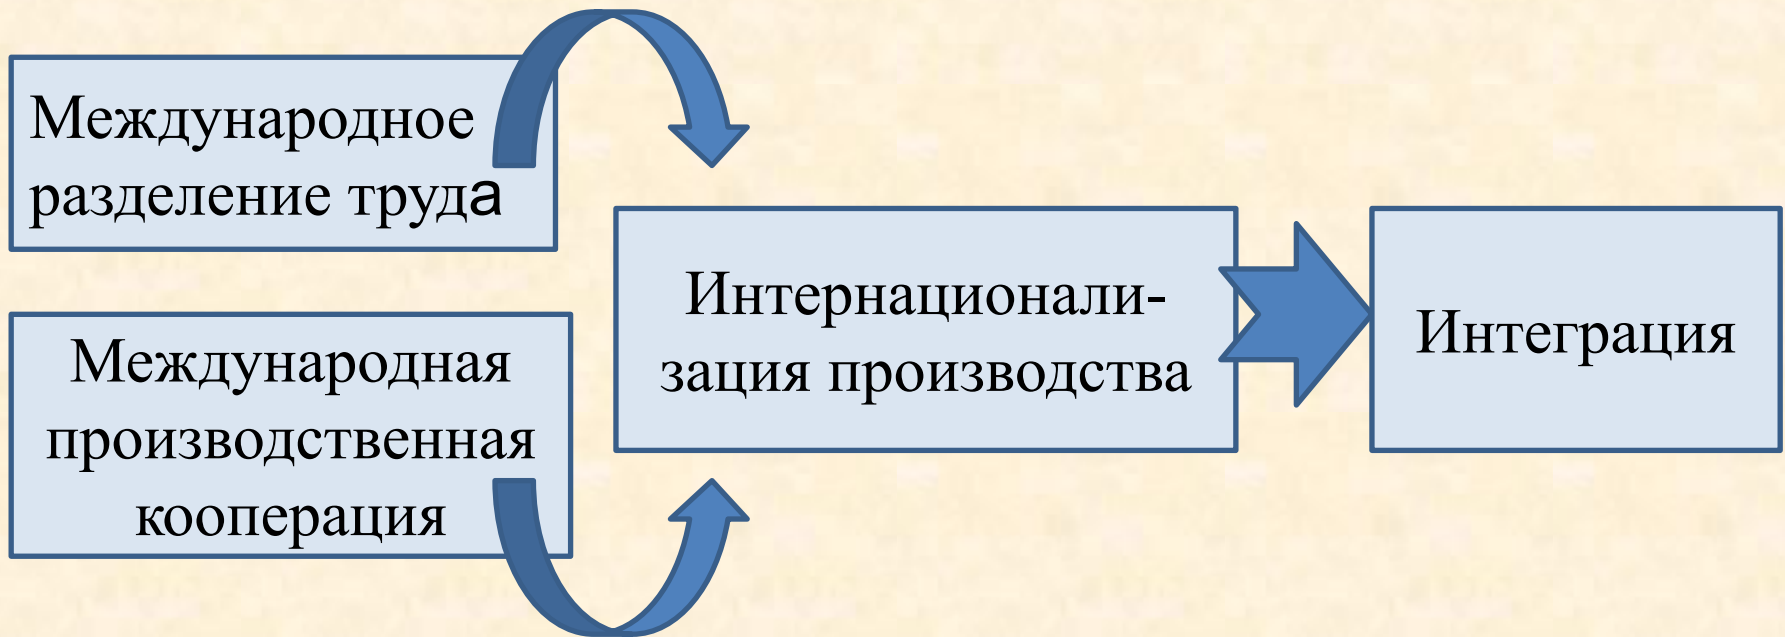 Международное
разделение труда
Международная
производственная
кооперация
Интернационали-
зация производства
Интеграция